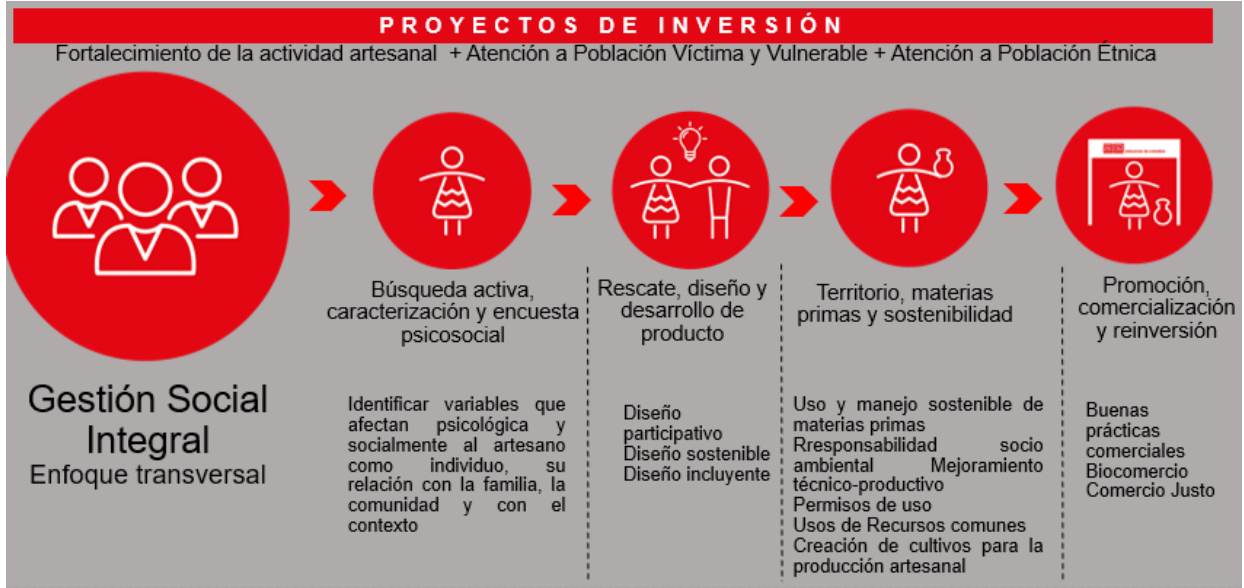 PROYECTOS DE INVERSIÓN
Fortalecimiento de la actividad artesanal + Atención a Población Víctima y Vulnerable + Atención a Población Étnica
Gestión Social
Integral
Enfoque transversal
Búsqueda activa,
caracterización y encuesta
psicosocial
Identificar variables que
afectan psicológica y
socialmente al artesano
como individuo, su
relación con la familia, la
comunidad y con el
contexto
Rescate, diseño y
desarrollo de
producto
Diseño
participativo
Diseño sostenible
Diseño incluyente
Territorio, materias
primas y sostenibilidad
Uso y manejo sostenible de
materias primas
Rresponsabilidad socio
ambiental Mejoramiento
técnico-productivo
Permisos de uso
Usos de Recursos comunes
Creación de cultivos para la
producción artesanal
Promoción,
comercialización
y reinversión
Buenas
prácticas
comerciales
Biocomercio
Comercio Justo